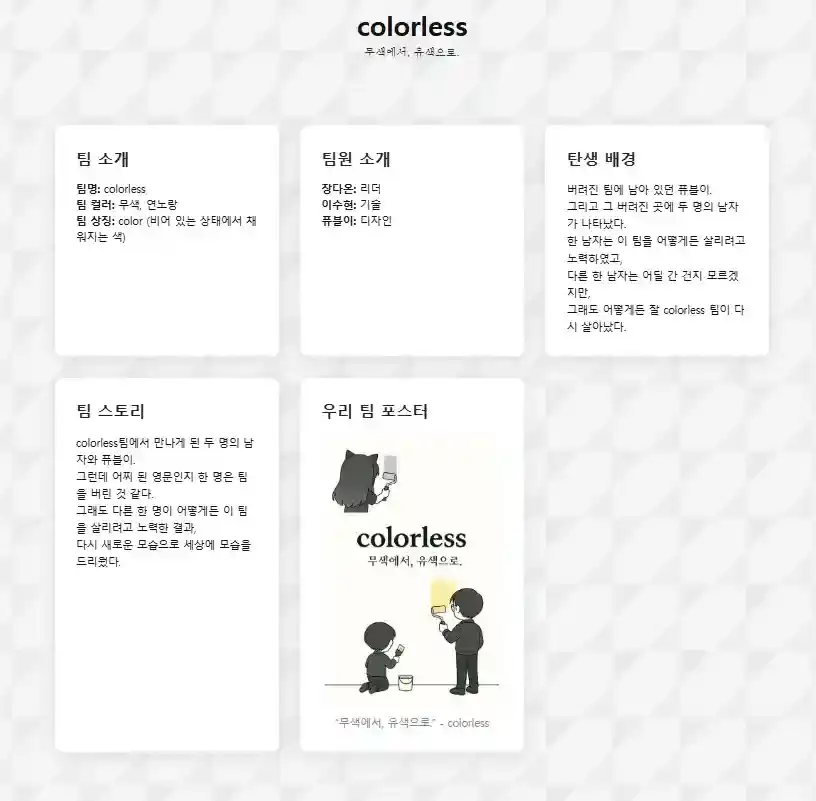 colorless
무색에서, 유색으로.
팀 소개
팀명: colorless
팀 컬러: 무색, 연노랑
팀 상징: color (비어 있는 상태에서 채
워지는 색)
팀원 소개
장다온: 리더
이수현: 기술
퓨블이: 디자인
탄생 배경
버려진 팀에 남아 있던 퓨블이.
그리고 그 버려진 곳에 두 명의 남자
가 나타났다.
한 남자는 이 팀을 어떻게든 살리려고
노력하였고,
다른 한 남자는 어딜 간 건지 모르겠
지만,
그래도 어떻게든 잘 colorless 팀이 다
시 살아났다.
팀 스토리
colorless팀에서 만나게 된 두 명의 남
자와 퓨블이.
그런데 어찌 된 영문인지 한 명은 팀
을 버린 것 같다.
그래도 다른 한 명이 어떻게든 이 팀
을 살리려고 노력한 결과,
다시 새로운 모습으로 세상에 모습을
드리웠다.
우리 팀 포스터
colorless
무색에서, 유색으로.
"무색에서, 유색으로." - colorless